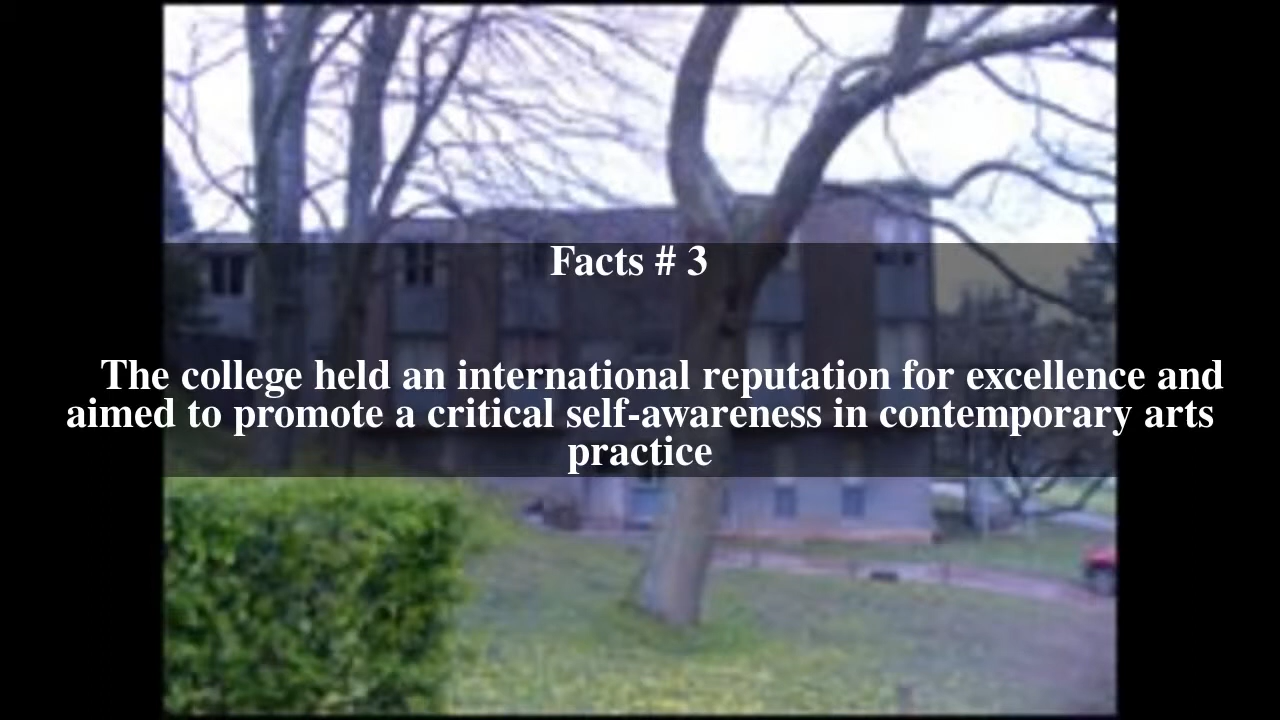 Facts # 3
The college held an international reputation for excellence and
aimed to promote a critical self-awareness in contemporary arts
practice